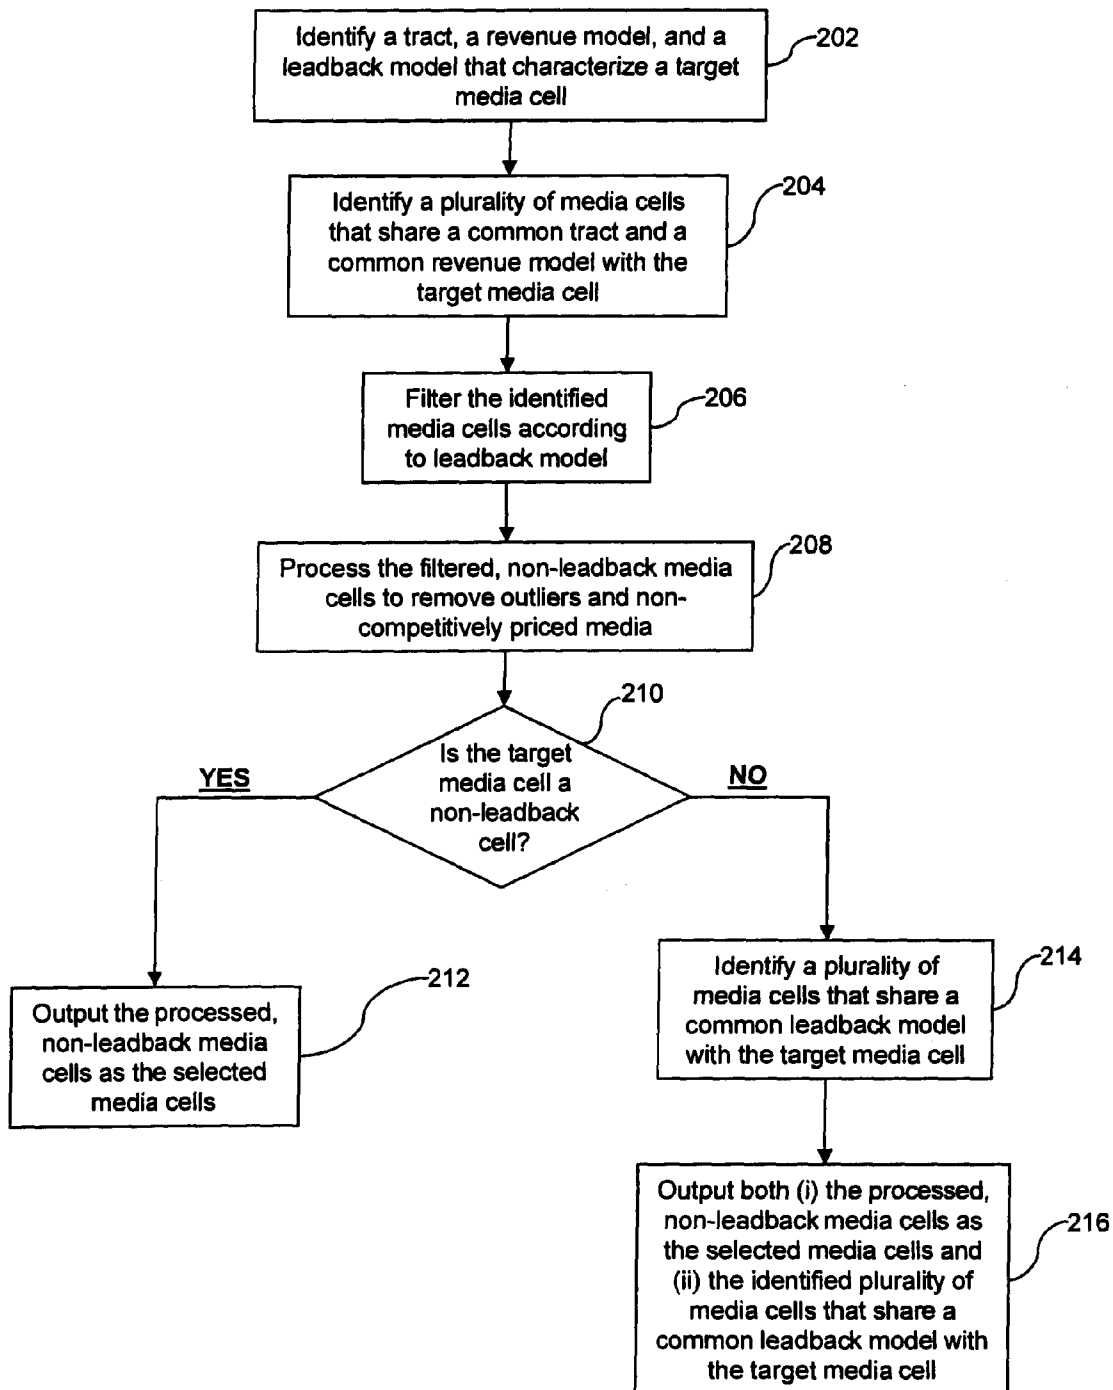 Identify a tract, a revenue model, and a
leadback model that characterize a target
media cell
202
Identify a plurality of media cells
that share a common tract and a
common revenue model with the
target media cell
204
Filter the identified
media cells according
to leadback model
206
Process the filtered, non-leadback media
cells to remove outliers and non-
competitively priced media
208
210
Is the target
media cell a
non-leadback
cell?
YES
NO
Output the processed,
non-leadback media
cells as the selected
media cells
212
Identify a plurality of
media cells that share a
common leadback model
with the target media cell
214
Output both (i) the processed,
non-leadback media cells as
the selected media cells and
(ii) the identified plurality of
media cells that share a
common leadback model with
the target media cell
216